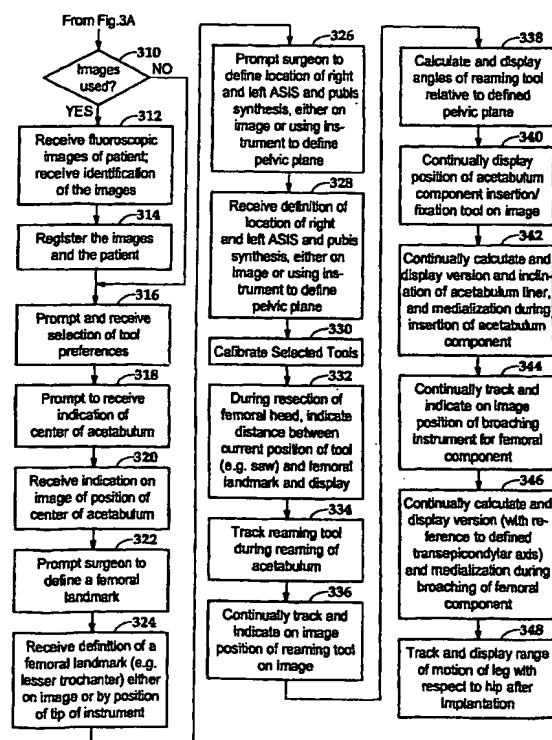 From Fig.3A
310
Images
used?
NO
YES
312
Receive fluoroscopic
images of patient;
receive identification
of the images
314
Register the images
and the patient
316
Prompt and receive
selection of tool
preferences
318
Prompt to receive
indication of
center of acetabulum
320
Receive indication on
image of position of
center of acetabulum
322
Prompt surgeon to
define a femoral
landmark
324
Receive definition of a
femoral landmark (e.g.
lesser trochanter) either
on image or by position
of tip of instrument
326
Prompt surgeon to
define location of right
and left ASIS and pubis
synthesis, either on
image or using ins-
trument to define
pelvic plane
328
Receive definition of
location of right
and left ASIS and pubis
synthesis, either on
image or using ins-
trument to define
pelvic plane
330
Calibrate Selected Tools
332
During resection of
femoral head, indicate
distance between
current position of tool
(e.g. saw) and femoral
landmark and display
334
Track reaming tool
during reaming of
acetabulum
336
Continually track and
indicate on image
position of reaming tool
on image
338
Calculate and display
angles of reaming tool
relative to defined
pelvic plane
340
Continually display
position of acetabulum
component insertion/
fixation tool on image
342
Continually calculate and
display version and inclin-
ation of acetabulum liner,
and medialization during
insertion of acetabulum
component
344
Continually track and
indicate on image
position of broaching
instrument for femoral
component
346
Continually calculate and
display version (with re-
ference to defined
transepicondylar axis)
and medialization during
broaching of femoral
component
348
Track and display range
of motion of leg with
respect to hip after
Implantation